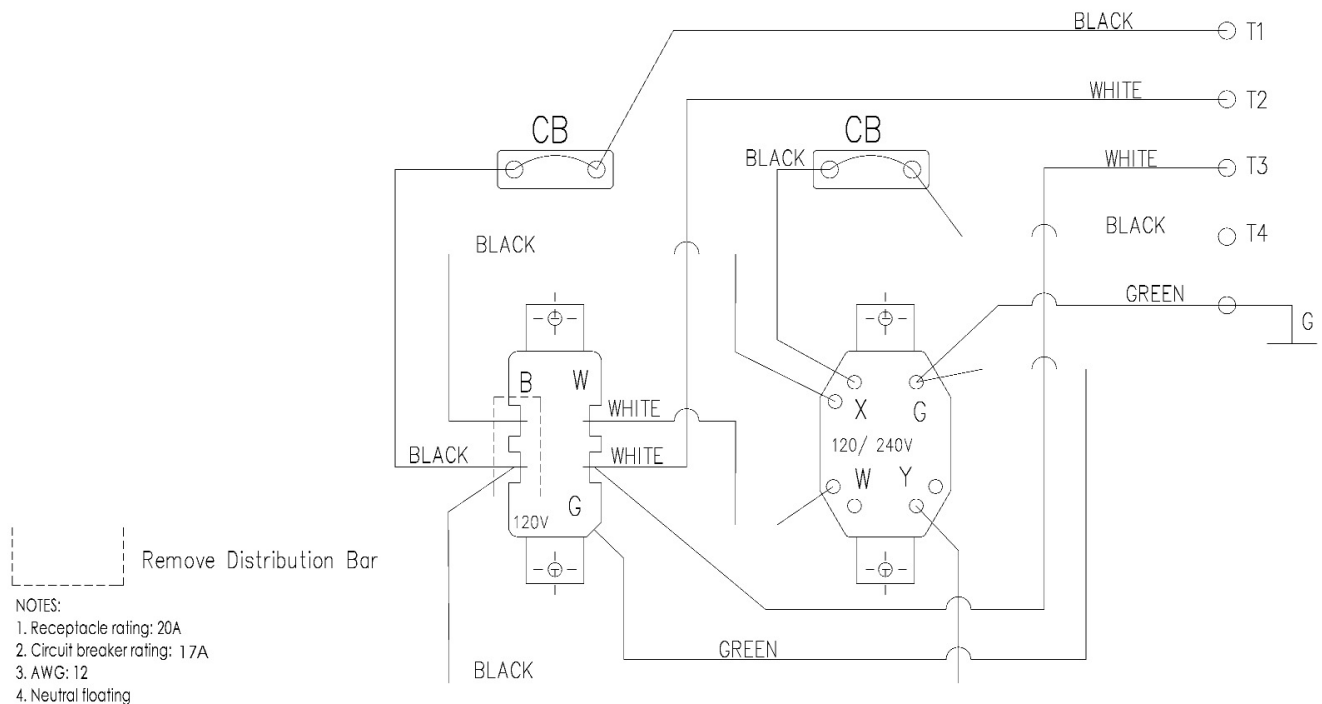 BLACK T1
WHITE T2
CB CB
BLACK WHITE T3
BLACK BLACK T4
GREEN
G
B W
X G
WHITE
120/ 240V
BLACK WHITE
W Y
G
120V
Remove Distribution Bar
NOTES:
1. Receptacle rating: 20A
2. Circuit breaker rating: 17A
GREEN
3. AWG: 12
BLACK
4. Neutral floating